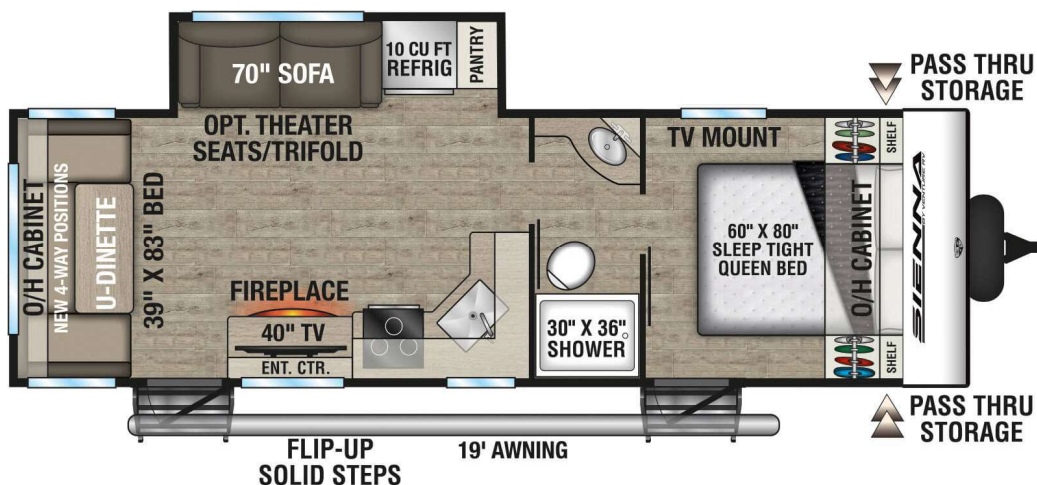 70" SOFA
10 CU FT
REFRIG
PANTRY
PASS THRU
STORAGE
OPT. THEATER
SEATS/TRIFOLD
TV MOUNT
SHELF
O/H CABINET
NEW 4-WAY POSITIONS
U-DINETTE
39" X 83" BED
60" X 80"
SLEEP TIGHT
QUEEN BED
O/H CABINET
SIENNA
FIREPLACE
40" TV
ENT. CTR.
30" X 36"
SHOWER
SHELF
PASS THRU
STORAGE
FLIP-UP
SOLID STEPS
19' AWNING